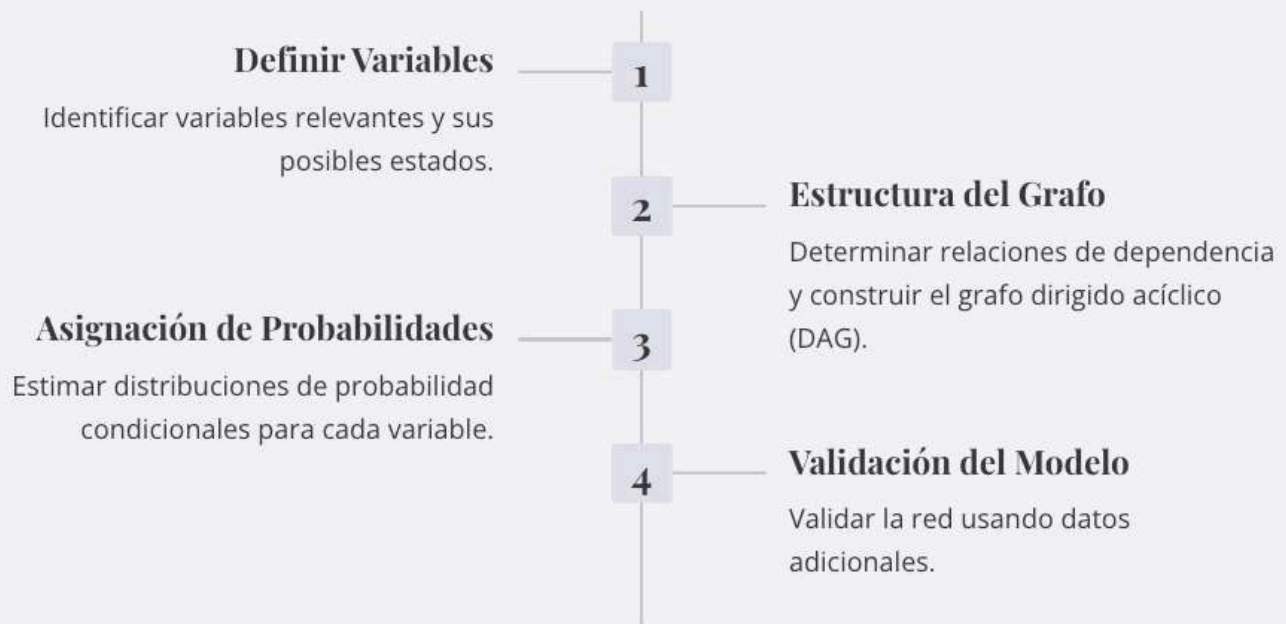 Definir Variables
1
Identificar variables relevantes y sus
posibles estados.
2
Estructura del Grafo
Determinar relaciones de dependencia
y construir el grafo dirigido acíclico
(DAG).
Asignación de Probabilidades
3
Estimar distribuciones de probabilidad
condicionales para cada variable.
4
Validación del Modelo
Validar la red usando datos
adicionales.